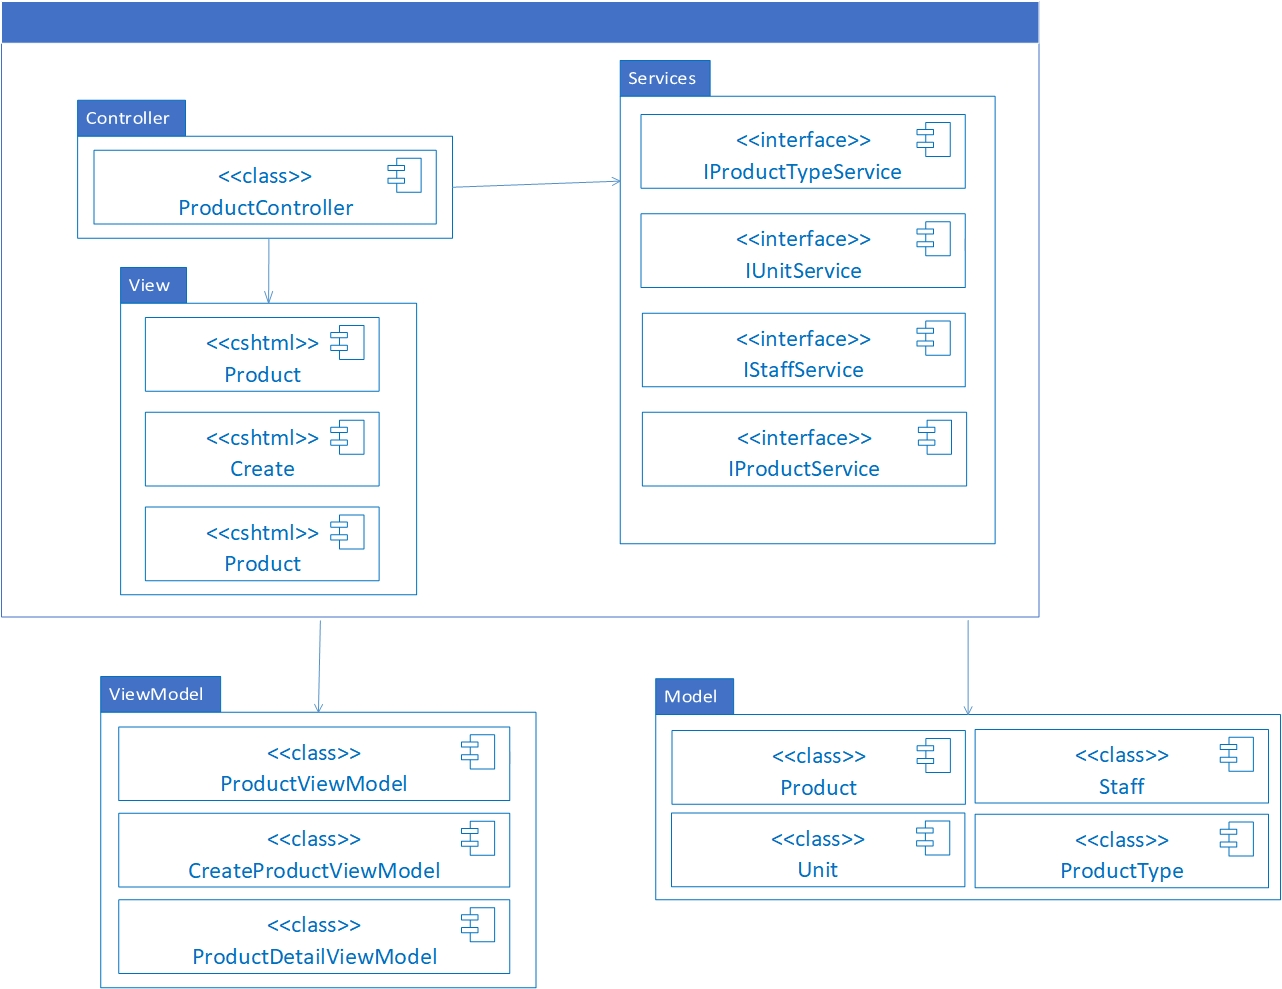 Controller
<<class>>
ProductController
Services
<<interface>>
IProductTypeService
<<interface>>
IUnitService
<<interface>>
IStaffService
<<interface>>
IProductService
View
<<cshtml>>
Product
<<cshtml>>
Create
<<cshtml>>
Product
ViewModel
<<class>>
ProductViewModel
<<class>>
CreateProductViewModel
<<class>>
ProductDetailViewModel
Model
<<class>>
Product
<<class>>
Staff
<<class>>
Unit
<<class>>
ProductType